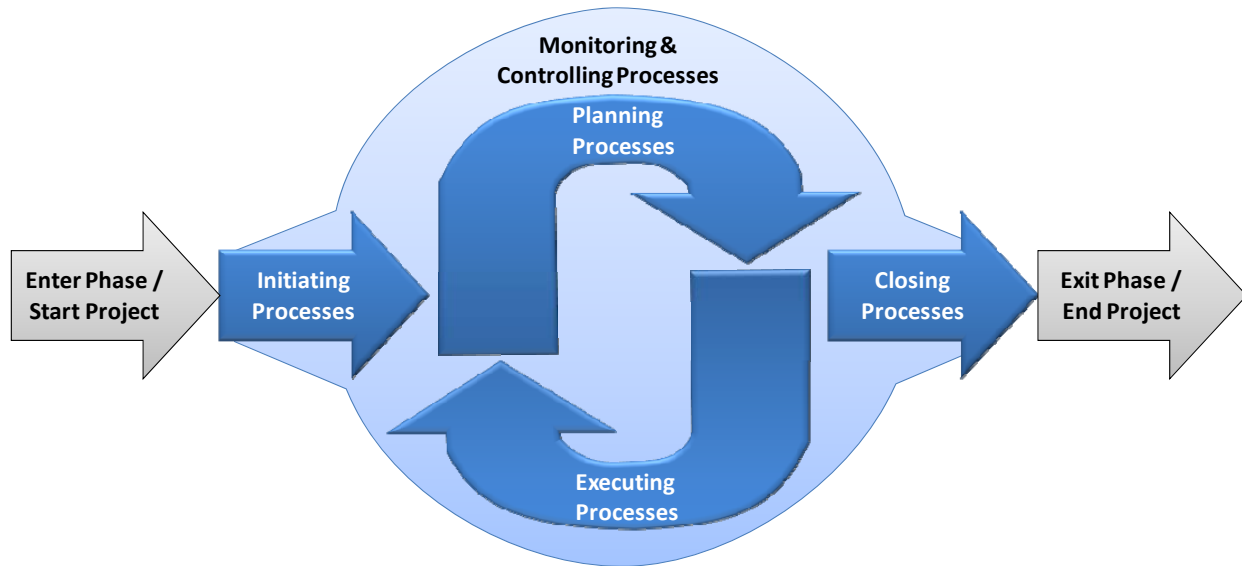 Monitoring &
Controlling Processes
Planning
Processes
Enter Phase /
Start Project
Initiating
Processes
Closing
Processes
Exit Phase /
End Project
Executing
Processes